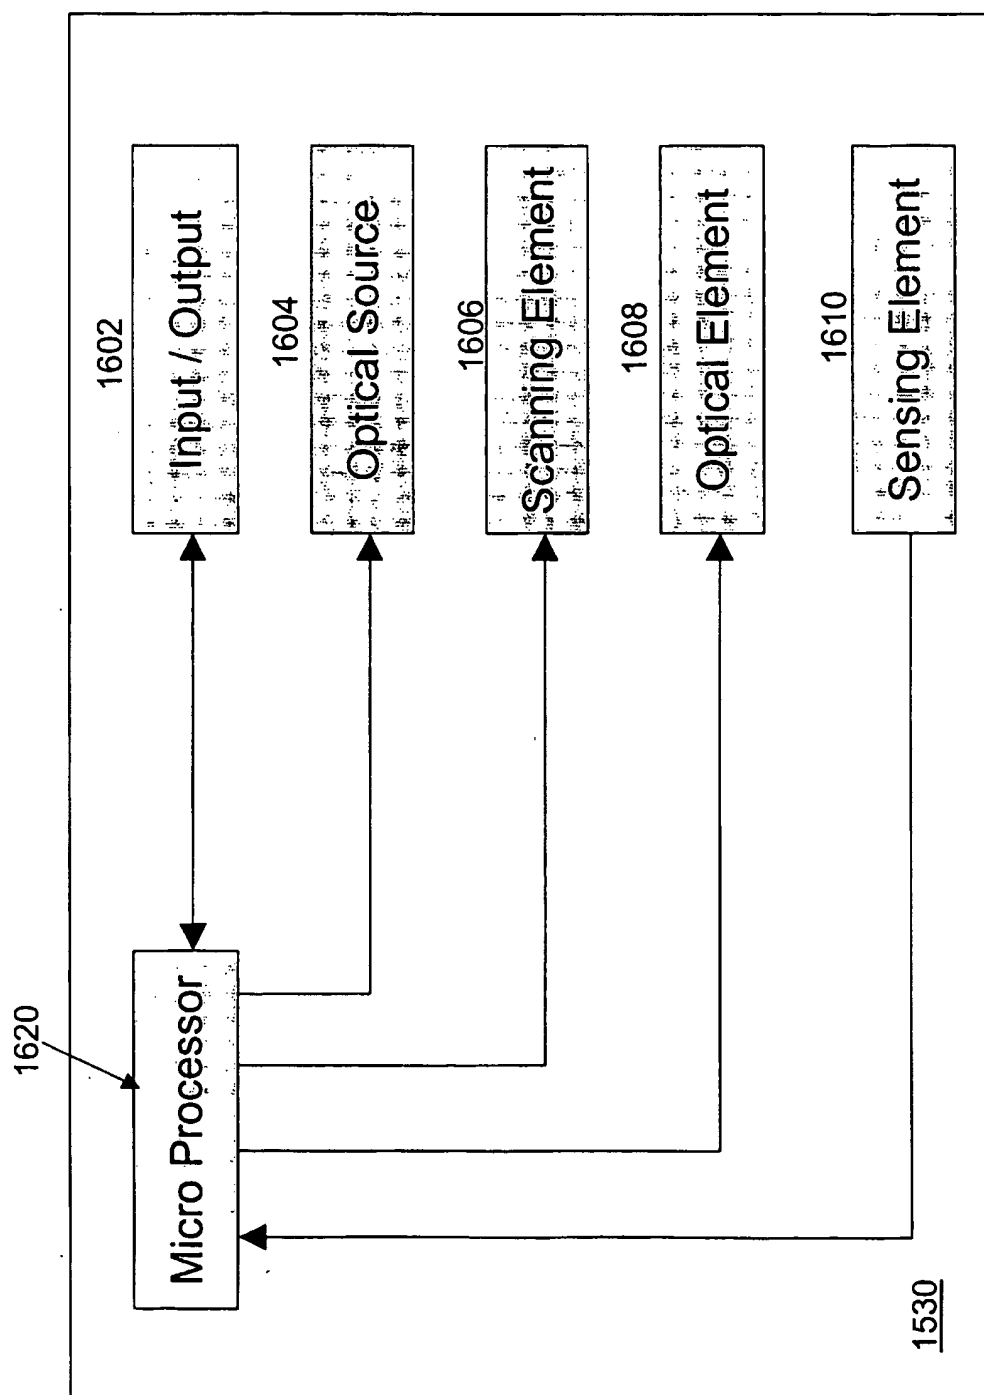 1620
Micro Processor
1602
Input / Output
1604
Optical Source
1606
Scanning Element
1608
Optical Element
1610
Sensing Element
1530